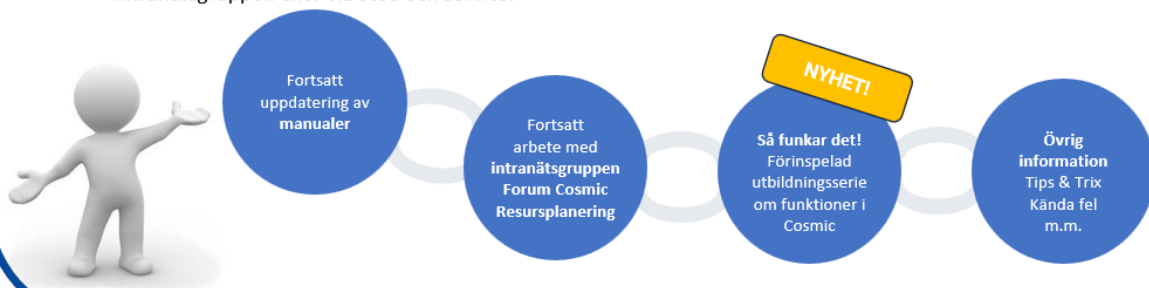 Fortsatt
uppdatering av
manualer
Fortsatt
arbete med
intranätsgruppen
Forum Cosmic
Resursplanering
NYHET!
Så funkar det!
Förinspelad
utbildningsserie
om funktioner i
Cosmic
Övrig
information
Tips & Trix
Kända fel
m.m.